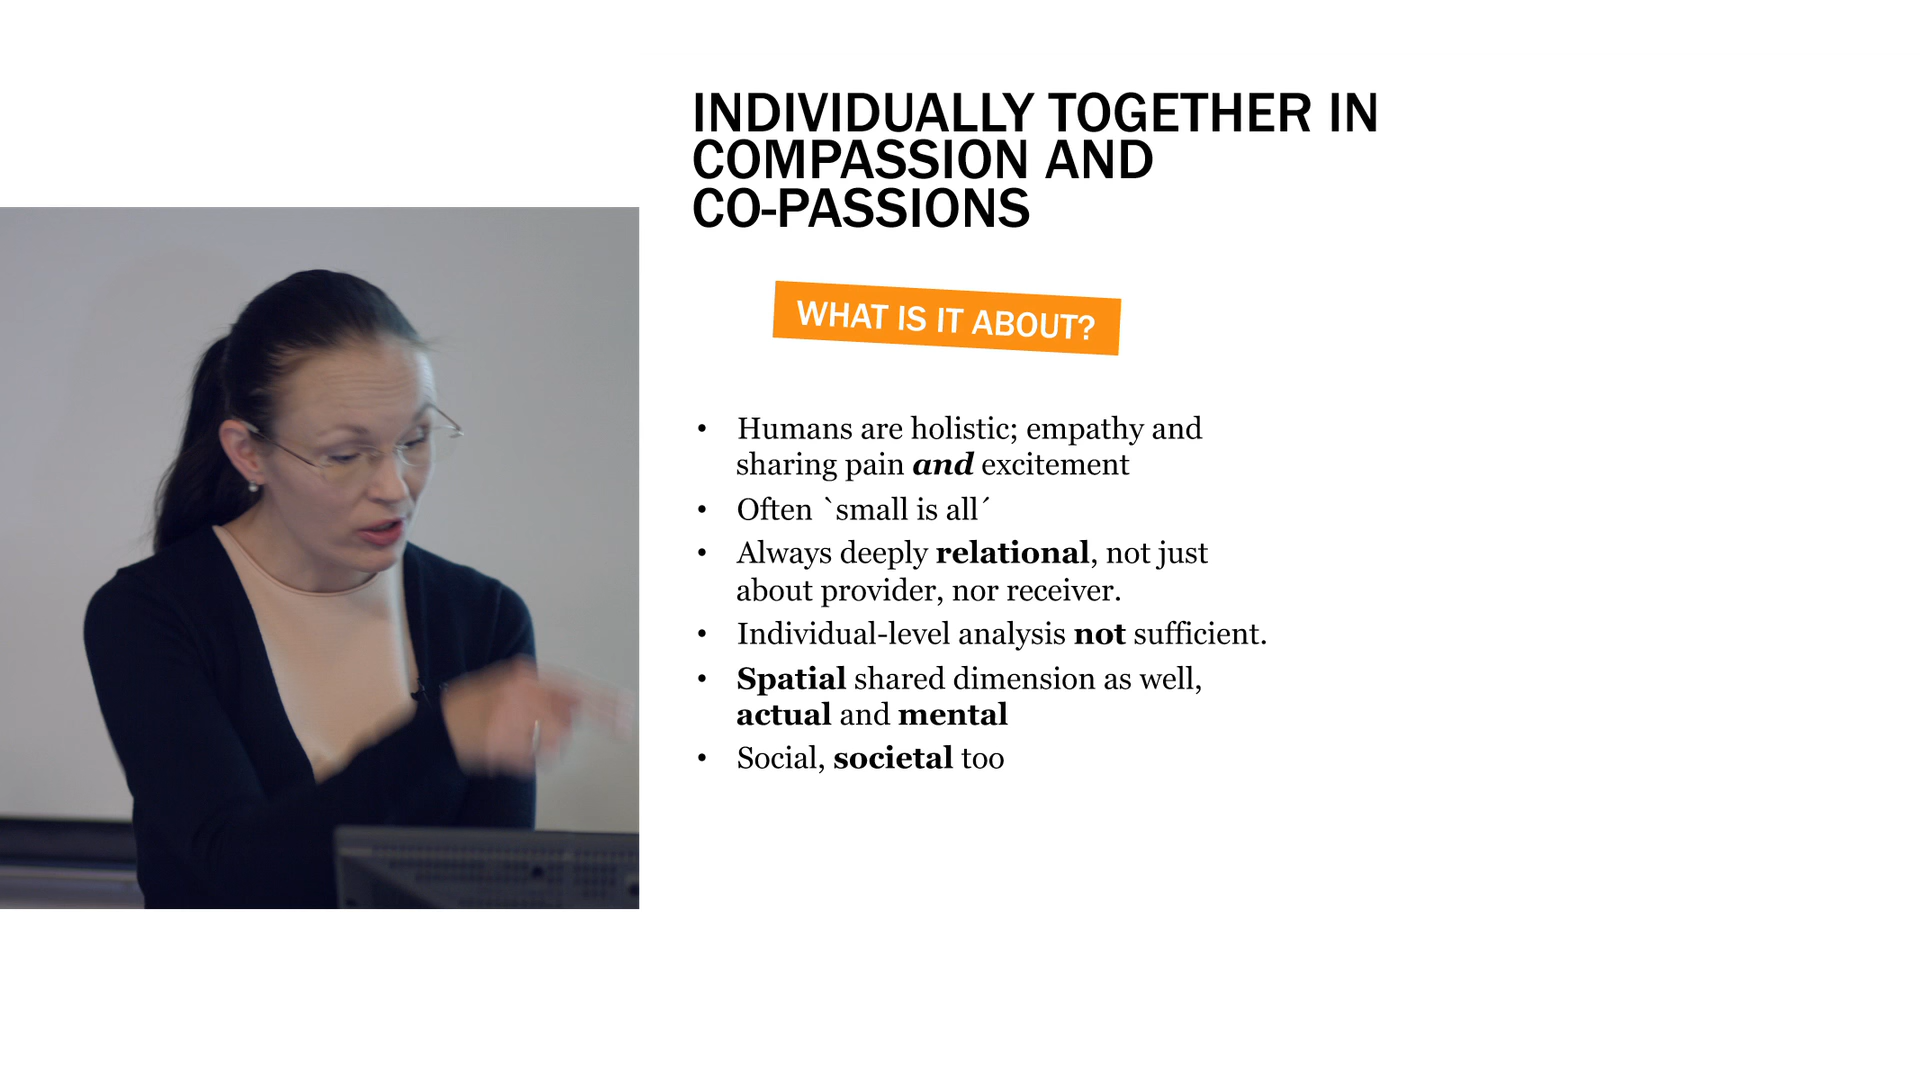 INDIVIDUALLY TOGETHER IN
COMPASSION AND
CO-PASSIONS
WHAT IS IT ABOUT?
• Humans are holistic; empathy and
sharing pain and excitement
• Often `small is all´
• Always deeply relational, not just
about provider, nor receiver.
• Individual-level analysis not sufficient.
• Spatial shared dimension as well,
actual and mental
• Social, societal too